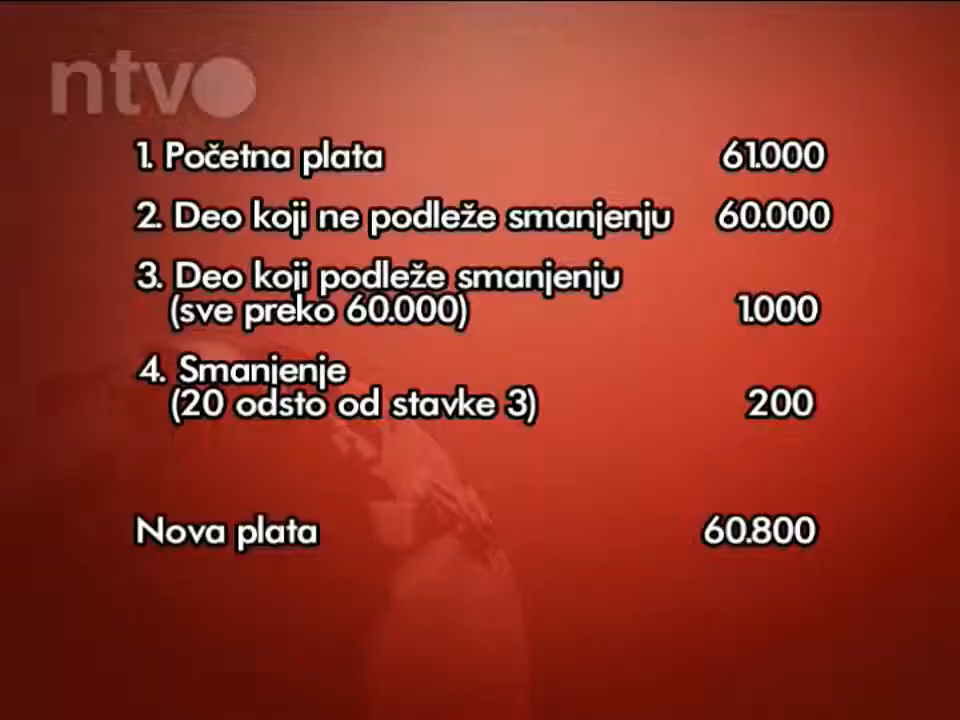 ntv
1. Početna plata 61.000
2. Deo koji ne podleže smanjenju 60.000
3. Deo koji podleže smanjenju
(sve preko 60.000) 1.000
4. Smanjenje
(20 odsto od stavke 3) 200
Nova plata 60.800